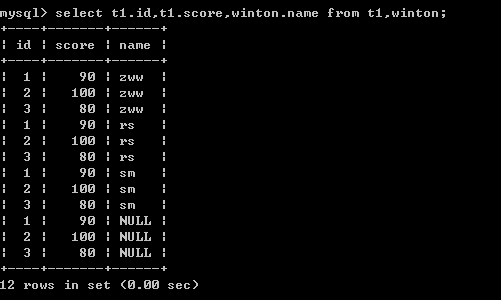 mysql> select t1.id,t1.score,winton.name from t1,winton;
+----+-------+------+
| id | score | name |
+----+-------+------+
|  1 |    90 | zww  |
|  2 |   100 | zww  |
|  3 |    80 | zww  |
|  1 |    90 | rs   |
|  2 |   100 | rs   |
|  3 |    80 | rs   |
|  1 |    90 | sm   |
|  2 |   100 | sm   |
|  3 |    80 | sm   |
|  1 |    90 | NULL |
|  2 |   100 | NULL |
|  3 |    80 | NULL |
+----+-------+------+
12 rows in set (0.00 sec)